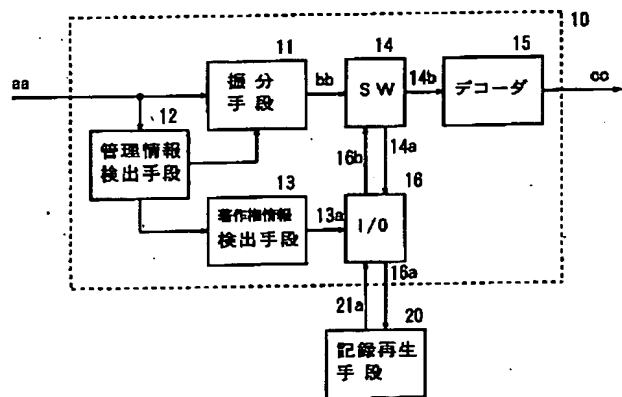 10
11
14
15
aa
振分
手段
bb
SW
14b
デコーダ
cc
12
管理情報
検出手段
16b
14a
13
16
著作権情報
検出手段
13a
I/O
21a
16a
20
記録再生
手段